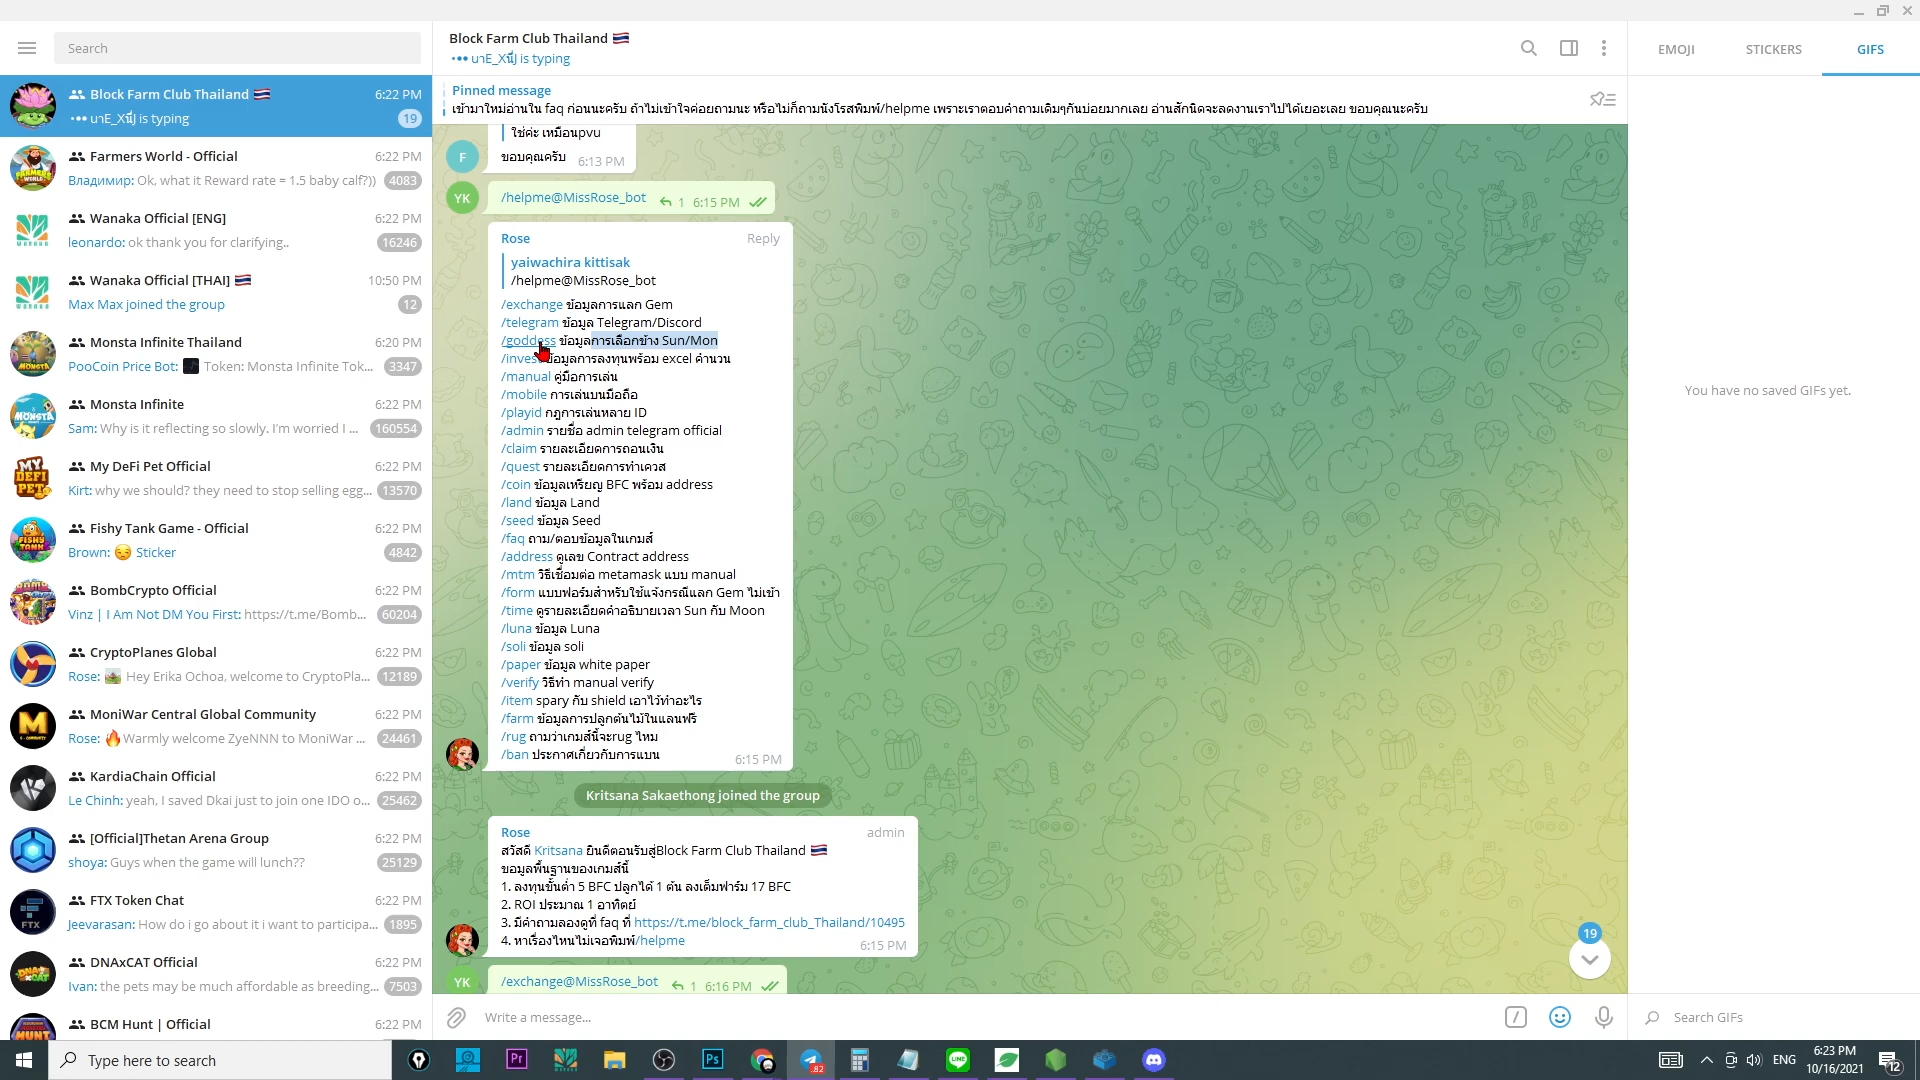 Search
Block Farm Club Thailand 🇹🇭 6:22 PM
บาE_Xนี่J is typing 19
Farmers World - Official 6:22 PM
Владимир: Ok, what it Reward rate = 1.5 baby calf?)) 4083
Wanaka Official [ENG] 6:22 PM
leonardo: ok thank you for clarifying.. 16246
Wanaka Official [THAI] 🇹🇭 10:50 PM
Max Max joined the group 12
Monsta Infinite Thailand 6:20 PM
PooCoin Price Bot: Token: Monsta Infinite Tok... 3347
Monsta Infinite 6:22 PM
Sam: Why is it reflecting so slowly. I'm worried I ... 160554
My DeFi Pet Official 6:22 PM
Kirt: why we should? they need to stop selling egg... 13570
Fishy Tank Game - Official 6:22 PM
Brown: 😔 Sticker 4842
BombCrypto Official 6:22 PM
Vinz | I Am Not DM You First: https://t.me/Bomb... 60204
CryptoPlanes Global 6:22 PM
Rose: Hey Erika Ochoa, welcome to CryptoPla... 12189
MoniWar Central Global Community 6:22 PM
Rose: 🔥Warmly welcome ZyeNNN to MoniWar ... 24461
KardiaChain Official 6:22 PM
Le Chinh: yeah, I saved Dkai just to join one IDO o... 25462
[Official]Thetan Arena Group 6:22 PM
shoya: Guys when the game will lunch?? 25129
FTX Token Chat 6:22 PM
Jeevarasan: How do i go about it i want to participa... 1895
DNAxCAT Official 6:22 PM
Ivan: the pets may be much affordable as breeding... 7503
BCM Hunt | Official 6:22 PM
Block Farm Club Thailand 🇹🇭
บาE_Xนี่J is typing
Pinned message
เข้ามาใหม่อ่านใน faq ก่อนนะครับ ถ้าไม่เข้าใจค่อยถามนะ หรือไม่ก็ถามนังโรสพิมพ์/helpme เพราะเราตอบคำถามเดิมๆกันบ่อยมากเลย อ่านสักนิดจะลดงานเราไปได้เยอะเลย ขอบคุณนะครับ
ใช่ค่ะ เหมือนpvu
F
ขอบคุณครับ 6:13 PM
YK
/helpme@MissRose_bot 1 6:15 PM
Rose Reply
yaiwachira kittisak
/helpme@MissRose_bot
/exchange ข้อมูลการแลก Gem
/telegram ข้อมูล Telegram/Discord
/goddess ข้อมูลการเลือกข้าง Sun/Mon
/inves ข้อมูลการลงทุนพร้อม excel คำนวน
/manual คู่มือการเล่น
/mobile การเล่นบนมือถือ
/playid กฎการเล่นหลาย ID
/admin รายชื่อ admin telegram official
/claim รายละเอียดการถอนเงิน
/quest รายละเอียดการทำเควส
/coin ข้อมูลเหรียญ BFC พร้อม address
/land ข้อมูล Land
/seed ข้อมูล Seed
/faq ถาม/ตอบข้อมูลในเกมส์
/address ดูเลข Contract address
/mtm วิธีเชื่อมต่อ metamask แบบ manual
/form แบบฟอร์มสำหรับใช้แจ้งกรณีแลก Gem ไม่เข้า
/time ดูรายละเอียดคำอธิบายเวลา Sun กับ Moon
/luna ข้อมูล Luna
/soli ข้อมูล soli
/paper ข้อมูล white paper
/verify วิธีทำ manual verify
/item spary กับ shield เอาไว้ทำอะไร
/farm ข้อมูลการปลูกต้นไม้ในแลนฟรี
/rug ถามว่าเกมส์นี้จะrug ไหม
/ban ประกาศเกี่ยวกับการแบน 6:15 PM
Kritsana Sakaethong joined the group
Rose admin
สวัสดี Kritsana ยินดีตอนรับสู่Block Farm Club Thailand 🇹🇭
ขอมูลพื้นฐานของเกมส์นี้
1. ลงทุนขั้นต่ำ 5 BFC ปลูกได้ 1 ต้น ลงเต็มฟาร์ม 17 BFC
2. ROI ประมาณ 1 อาทิตย์
3. มีคำถามลองดูที่ faq ที่ https://t.me/block_farm_club_Thailand/10495
4. หาเรื่องไหนไม่เจอพิมพ์/helpme 6:15 PM
YK
/exchange@MissRose_bot 1 6:16 PM
19
Write a message...
EMOJI STICKERS GIFS
You have no saved GIFs yet.
Search GIFs
Type here to search
Pr
Ps
.82
LINE
ENG
6:23 PM
10/16/2021
12